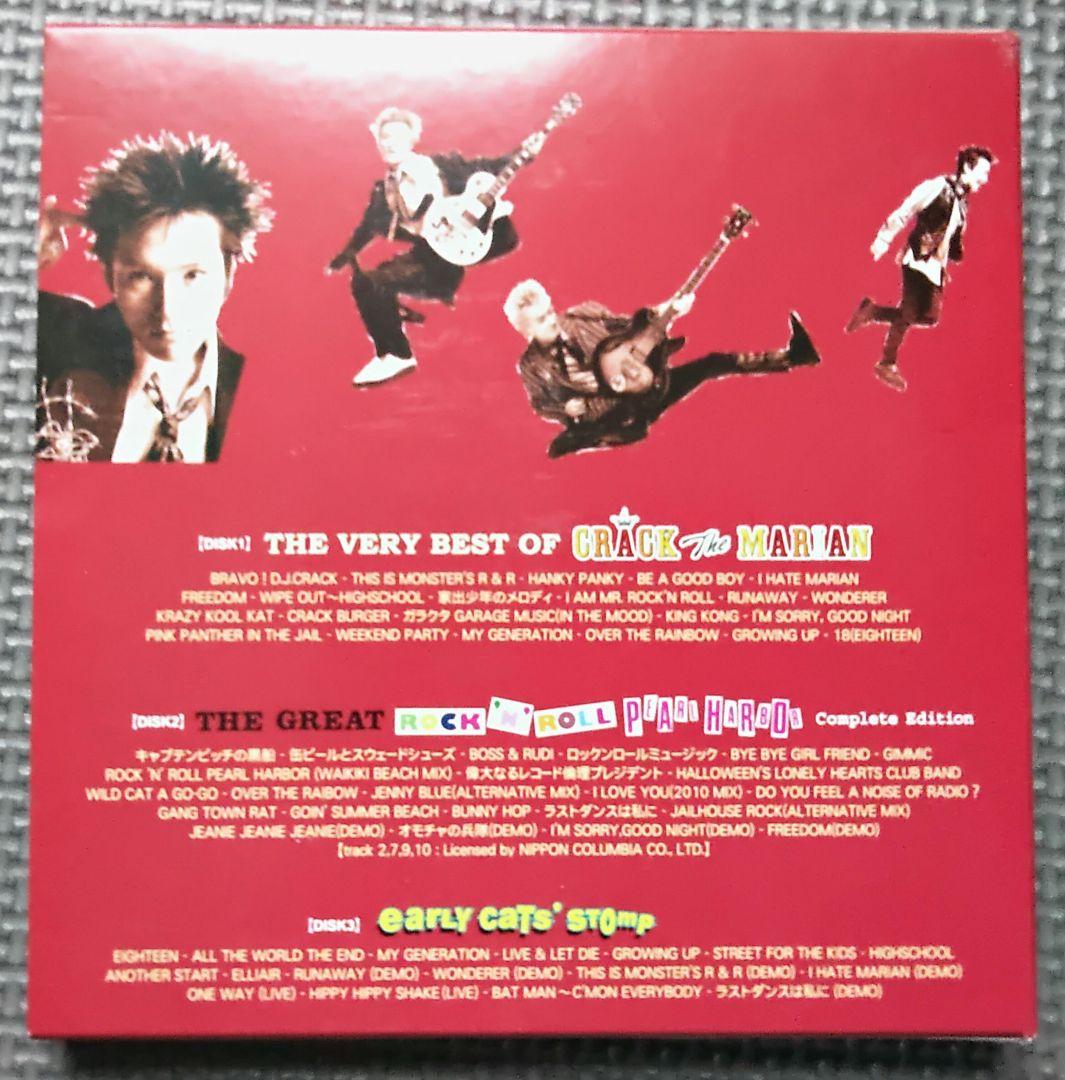 【DISK1】 THE VERY BEST OF CRACK The MARIAN
BRAVO ! D.J.CRACK - THIS IS MONSTER'S R & R - HANKY PANKY - BE A GOOD BOY - I HATE MARIAN
FREEDOM - WIPE OUT〜HIGHSCHOOL - 家出少年のメロディ - I AM MR. ROCK'N ROLL - RUNAWAY - WONDERER
KRAZY KOOL KAT - CRACK BURGER - ガラクタ GARAGE MUSIC(IN THE MOOD) - KING KONG - I'M SORRY, GOOD NIGHT
PINK PANTHER IN THE JAIL - WEEKEND PARTY - MY GENERATION - OVER THE RAINBOW - GROWING UP - 18(EIGHTEEN)
【DISK2】 THE GREAT ROCK 'N' ROLL PEARL HARBOR Complete Edition
キャプテンビッチの黒船 - 缶ビールとスウェードシューズ - BOSS & RUDI - ロックンロールミュージック - BYE BYE GIRL FRIEND - GIMMIC
ROCK 'N' ROLL PEARL HARBOR (WAIKIKI BEACH MIX) - 偉大なるレコード倫理プレジデント - HALLOWEEN'S LONELY HEARTS CLUB BAND
WILD CAT A GO-GO - OVER THE RAIBOW - JENNY BLUE(ALTERNATIVE MIX) - I LOVE YOU(2010 MIX) - DO YOU FEEL A NOISE OF RADIO ?
GANG TOWN RAT - GOIN' SUMMER BEACH - BUNNY HOP - ラストダンスは私に - JAILHOUSE ROCK(ALTERNATIVE MIX)
JEANIE JEANIE JEANIE(DEMO) - オモチャの兵隊(DEMO) - I'M SORRY,GOOD NIGHT(DEMO) - FREEDOM(DEMO)
【track 2,7,9,10 : Licensed by NIPPON COLUMBIA CO., LTD.】
【DISK3】 early cats' stomp
EIGHTEEN - ALL THE WORLD THE END - MY GENERATION - LIVE & LET DIE - GROWING UP - STREET FOR THE KIDS - HIGHSCHOOL
ANOTHER START - ELLIAIR - RUNAWAY (DEMO) - WONDERER (DEMO) - THIS IS MONSTER'S R & R (DEMO) - I HATE MARIAN (DEMO)
ONE WAY (LIVE) - HIPPY HIPPY SHAKE (LIVE) - BAT MAN〜C'MON EVERYBODY - ラストダンスは私に (DEMO)